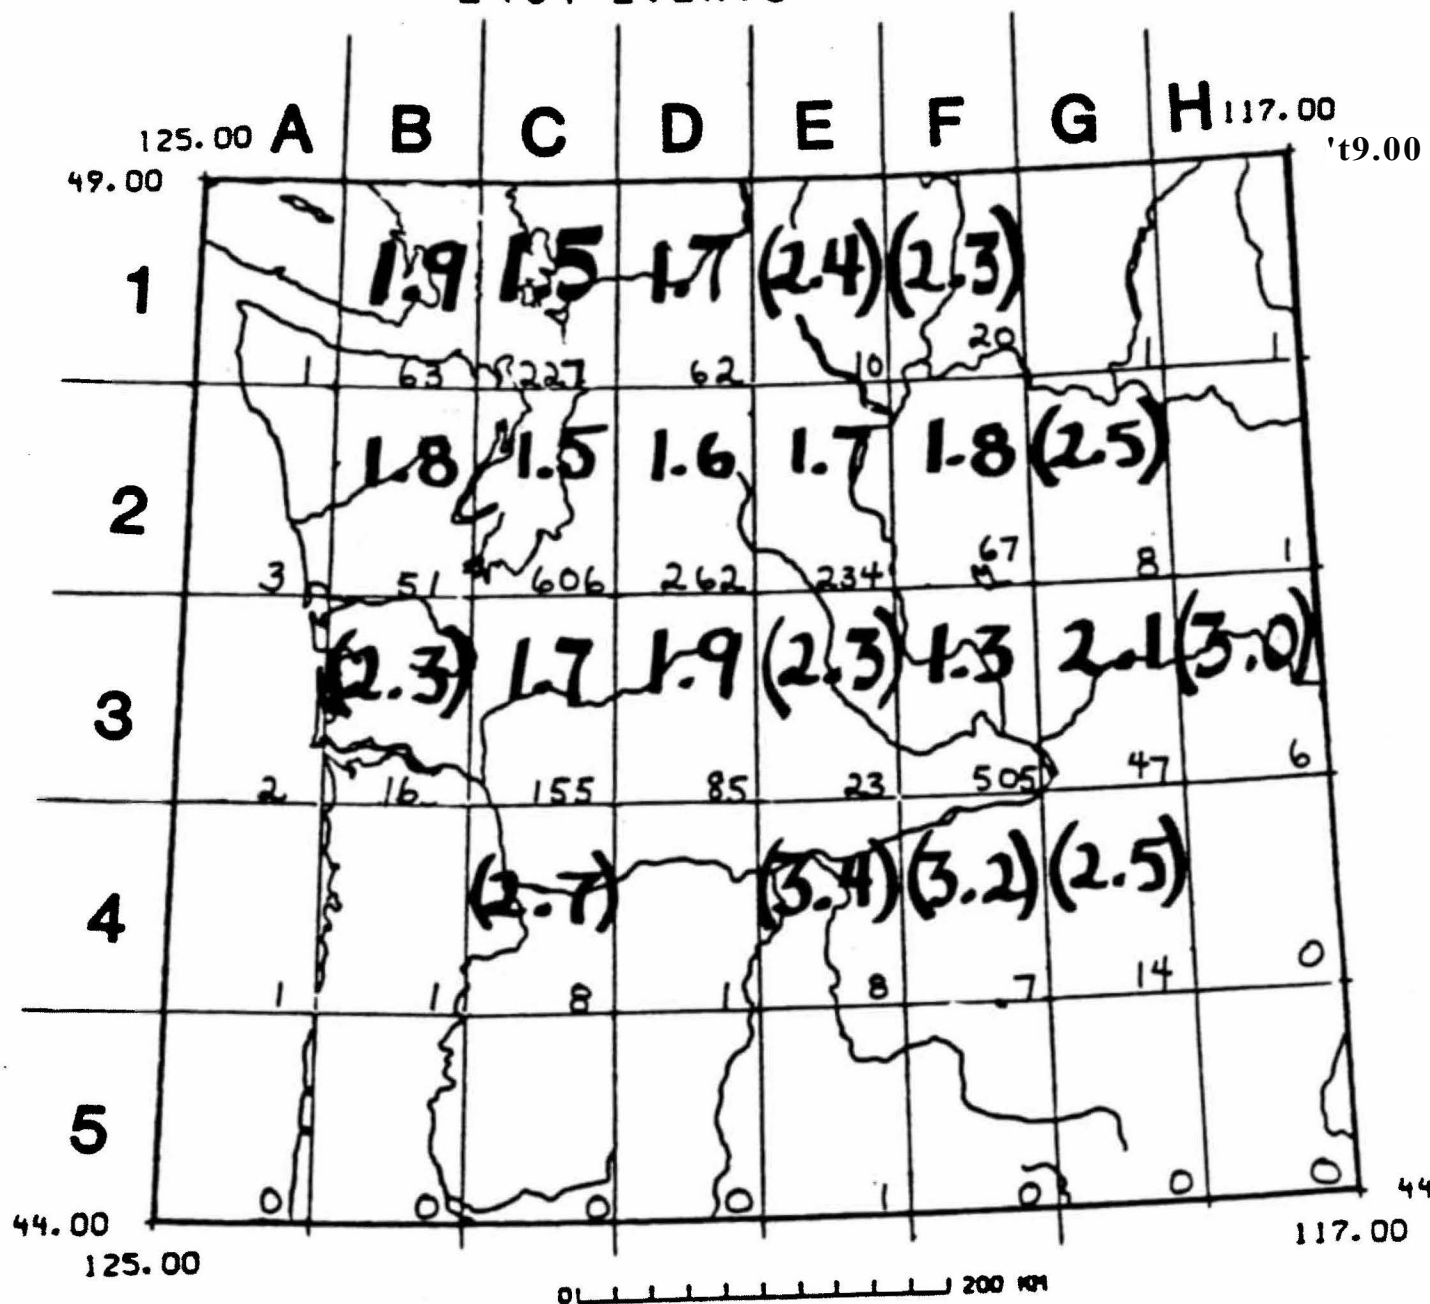 A B C D E F G H
125.00 117.00
49.00 't9.00
1 1.9 1.5 1.7 (2.4) (2.3)
1 63 227 62 10 20 1 1
2 1.8 1.5 1.6 1.7 1.8 (2.5)
3 51 606 262 234 67 8 1
3 (2.3) 1.7 1.9 (2.3) 1.3 2.1 (3.0)
2 16 155 85 23 505 47 6
4 (2.7) (3.4) (3.2) (2.5)
1 1 8 1 8 7 14 0
5
0 0 0 0 1 0 0 0
44.00 44
125.00 117.00
0 200 KM